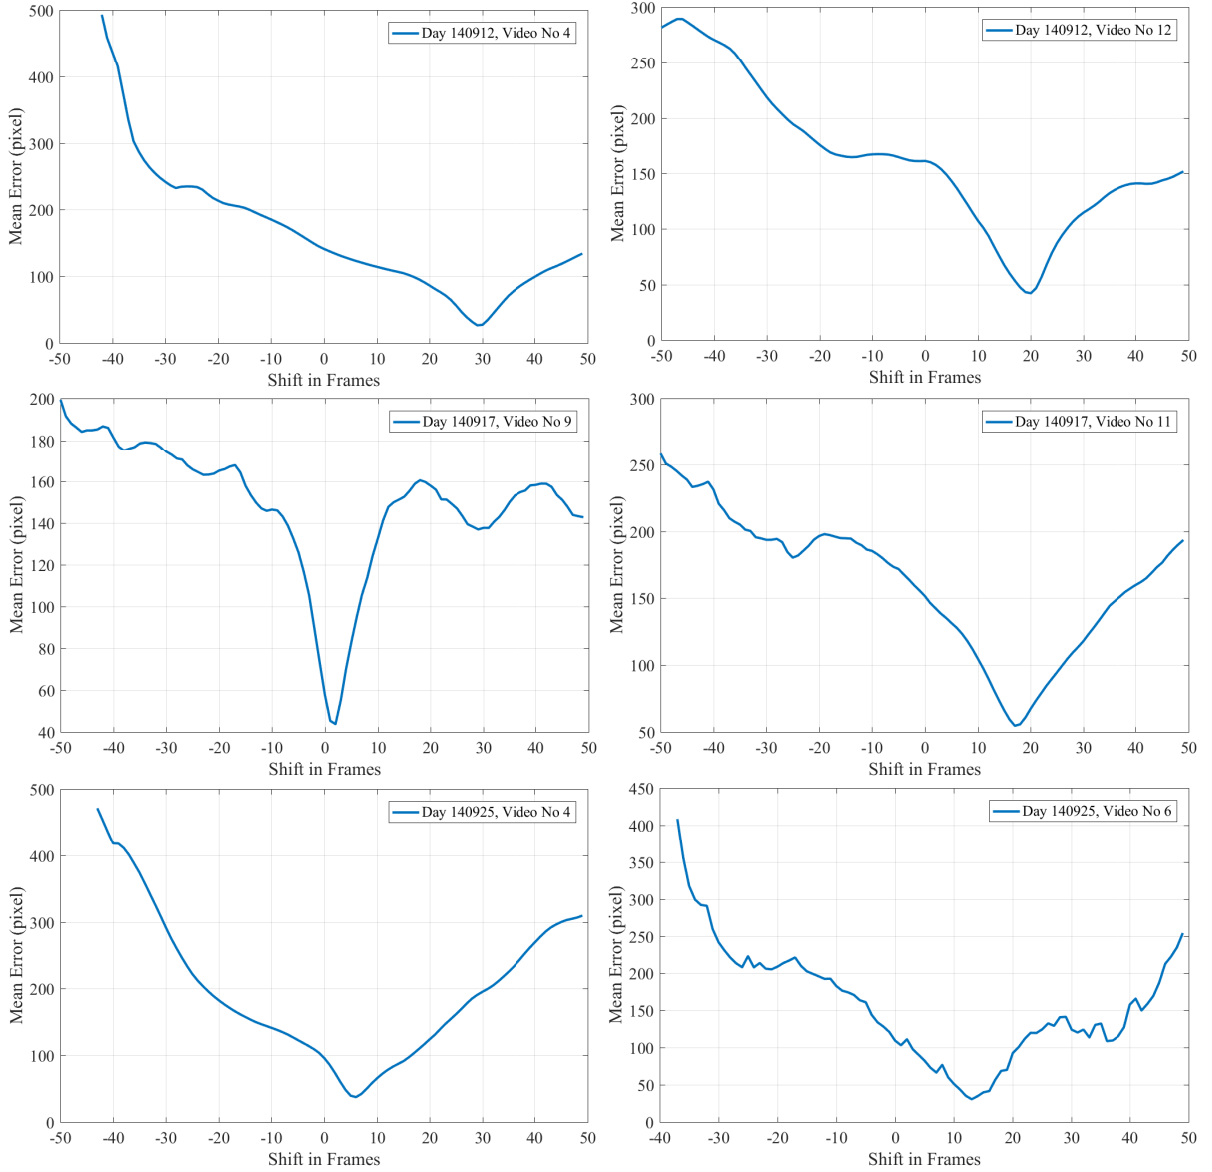 Day 140912, Video No 4
Mean Error (pixel)
500
400
300
200
100
0
-50 -40 -30 -20 -10 0 10 20 30 40 50
Shift in Frames
Day 140912, Video No 12
Mean Error (pixel)
300
250
200
150
100
50
0
-50 -40 -30 -20 -10 0 10 20 30 40 50
Shift in Frames
Day 140917, Video No 9
Mean Error (pixel)
200
180
160
140
120
100
80
60
40
-50 -40 -30 -20 -10 0 10 20 30 40 50
Shift in Frames
Day 140917, Video No 11
Mean Error (pixel)
300
250
200
150
100
50
-50 -40 -30 -20 -10 0 10 20 30 40 50
Shift in Frames
Day 140925, Video No 4
Mean Error (pixel)
500
400
300
200
100
0
-50 -40 -30 -20 -10 0 10 20 30 40 50
Shift in Frames
Day 140925, Video No 6
Mean Error (pixel)
450
400
350
300
250
200
150
100
50
0
-40 -30 -20 -10 0 10 20 30 40 50
Shift in Frames